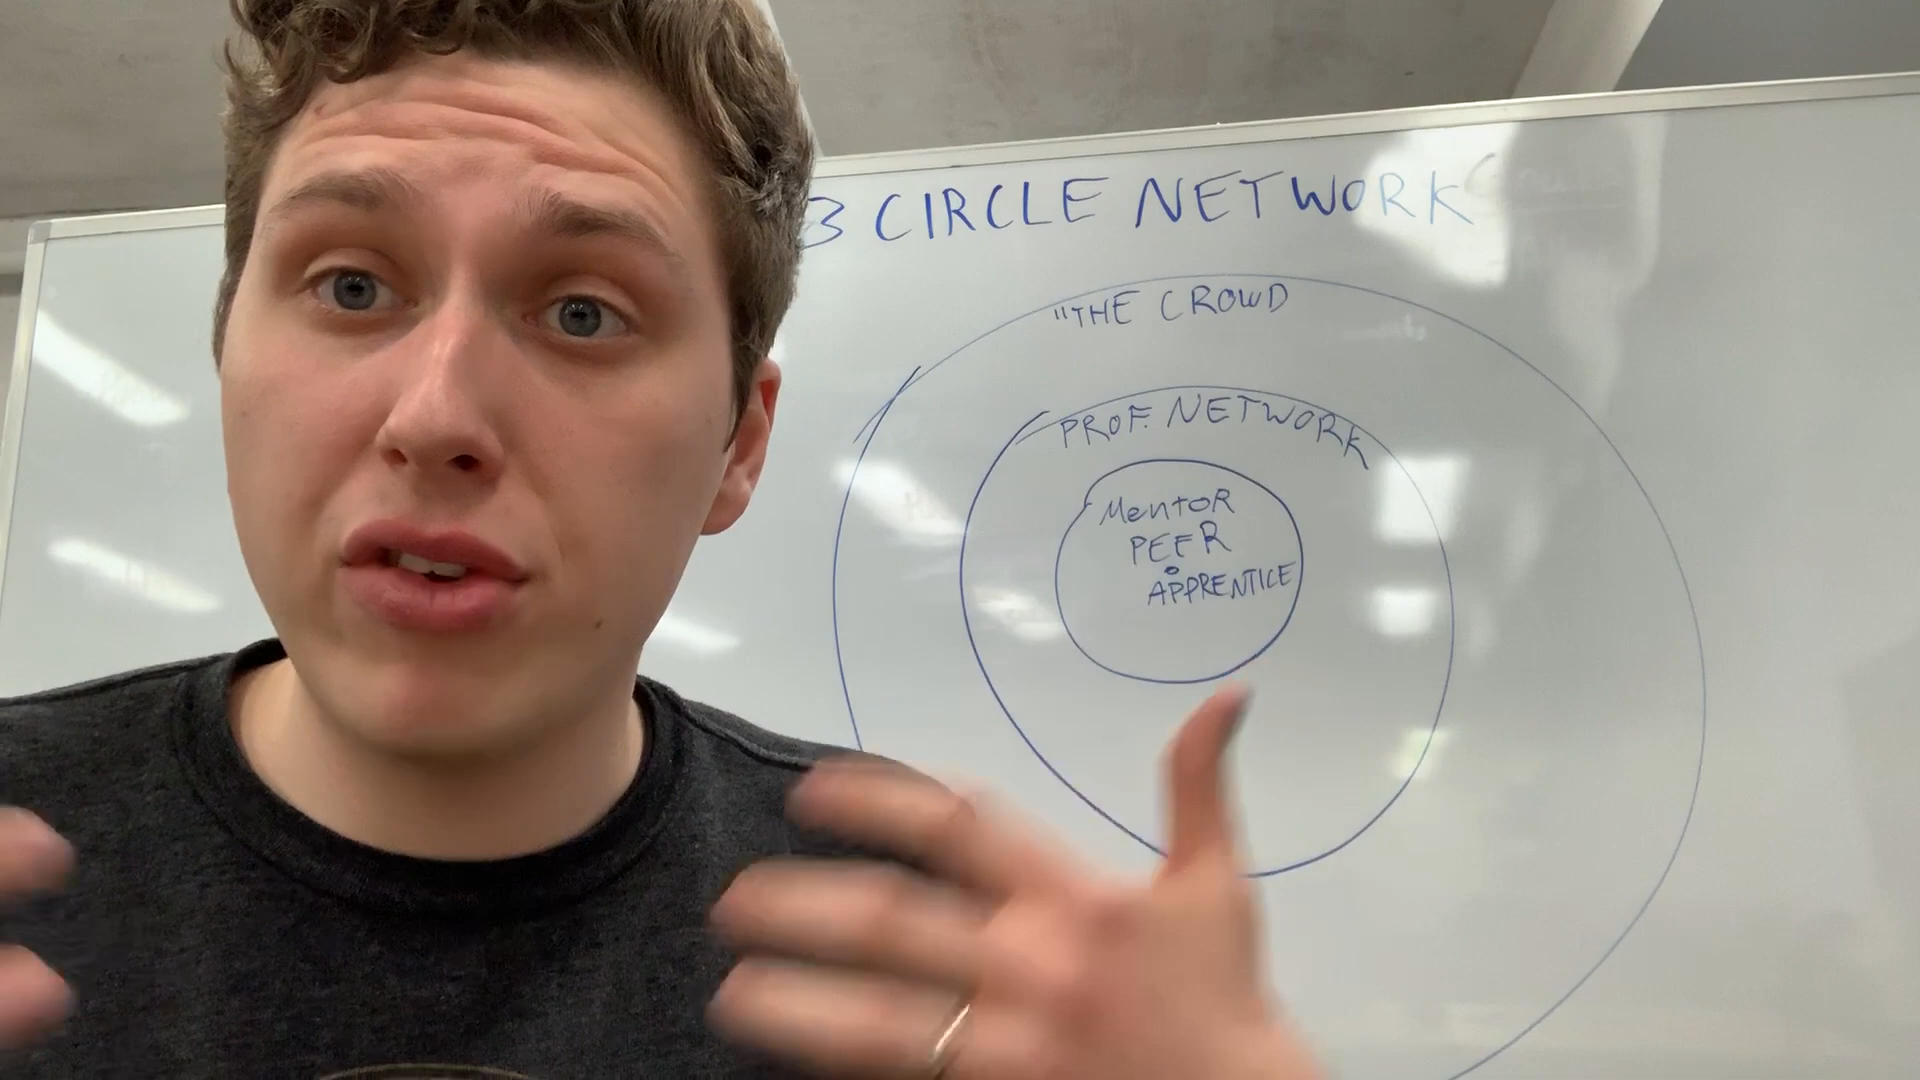 3 CIRCLE NETWORK
"THE CROWD
PROF. NETWORK
MENTOR
PEER
APPRENTICE